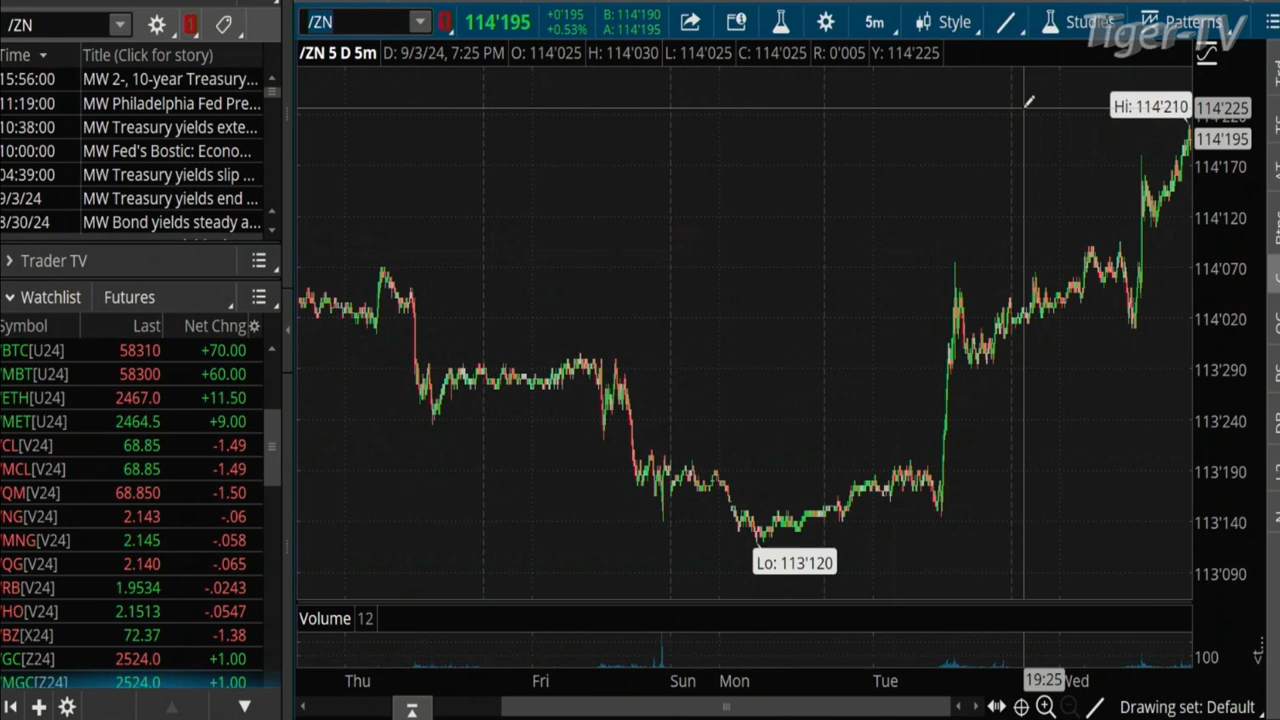 /ZN
1
Time
Title (Click for story)
15:56:00 MW 2-, 10-year Treasury...
11:19:00 MW Philadelphia Fed Pre...
10:38:00 MW Treasury yields exte...
10:00:00 MW Fed's Bostic: Econo...
04:39:00 MW Treasury yields slip ...
9/3/24 MW Treasury yields end ...
8/30/24 MW Bond yields steady a...
Trader TV
Watchlist Futures
Symbol Last Net Chng
/BTC[U24] 58310 +70.00
/MBT[U24] 58300 +60.00
/ETH[U24] 2467.0 +11.50
/MET[U24] 2464.5 +9.00
/CL[V24] 68.85 -1.49
/MCL[V24] 68.85 -1.49
/QM[V24] 68.850 -1.50
/NG[V24] 2.143 -.06
/MNG[V24] 2.145 -.058
/QG[V24] 2.140 -.065
/RB[V24] 1.9534 -.0243
/HO[V24] 2.1513 -.0547
/BZ[X24] 72.37 -1.38
/GC[Z24] 2524.0 +1.00
/MGC[Z24] 2524.0 +1.00
/ZN
114'195
+0'195
+0.53%
B: 114'190
A: 114'195
5m
Style
Studies
Patterns
Tiger-TV
/ZN 5 D 5m D: 9/3/24, 7:25 PM O: 114'025 H: 114'030 L: 114'025 C: 114'025 R: 0'005 Y: 114'225
Hi: 114'210
114'225
114'220
114'195
114'170
114'120
114'070
114'020
113'290
113'240
113'190
113'140
113'090
Lo: 113'120
Volume 12
100
Thu Fri Sun Mon Tue 19:25 Wed
Drawing set: Default